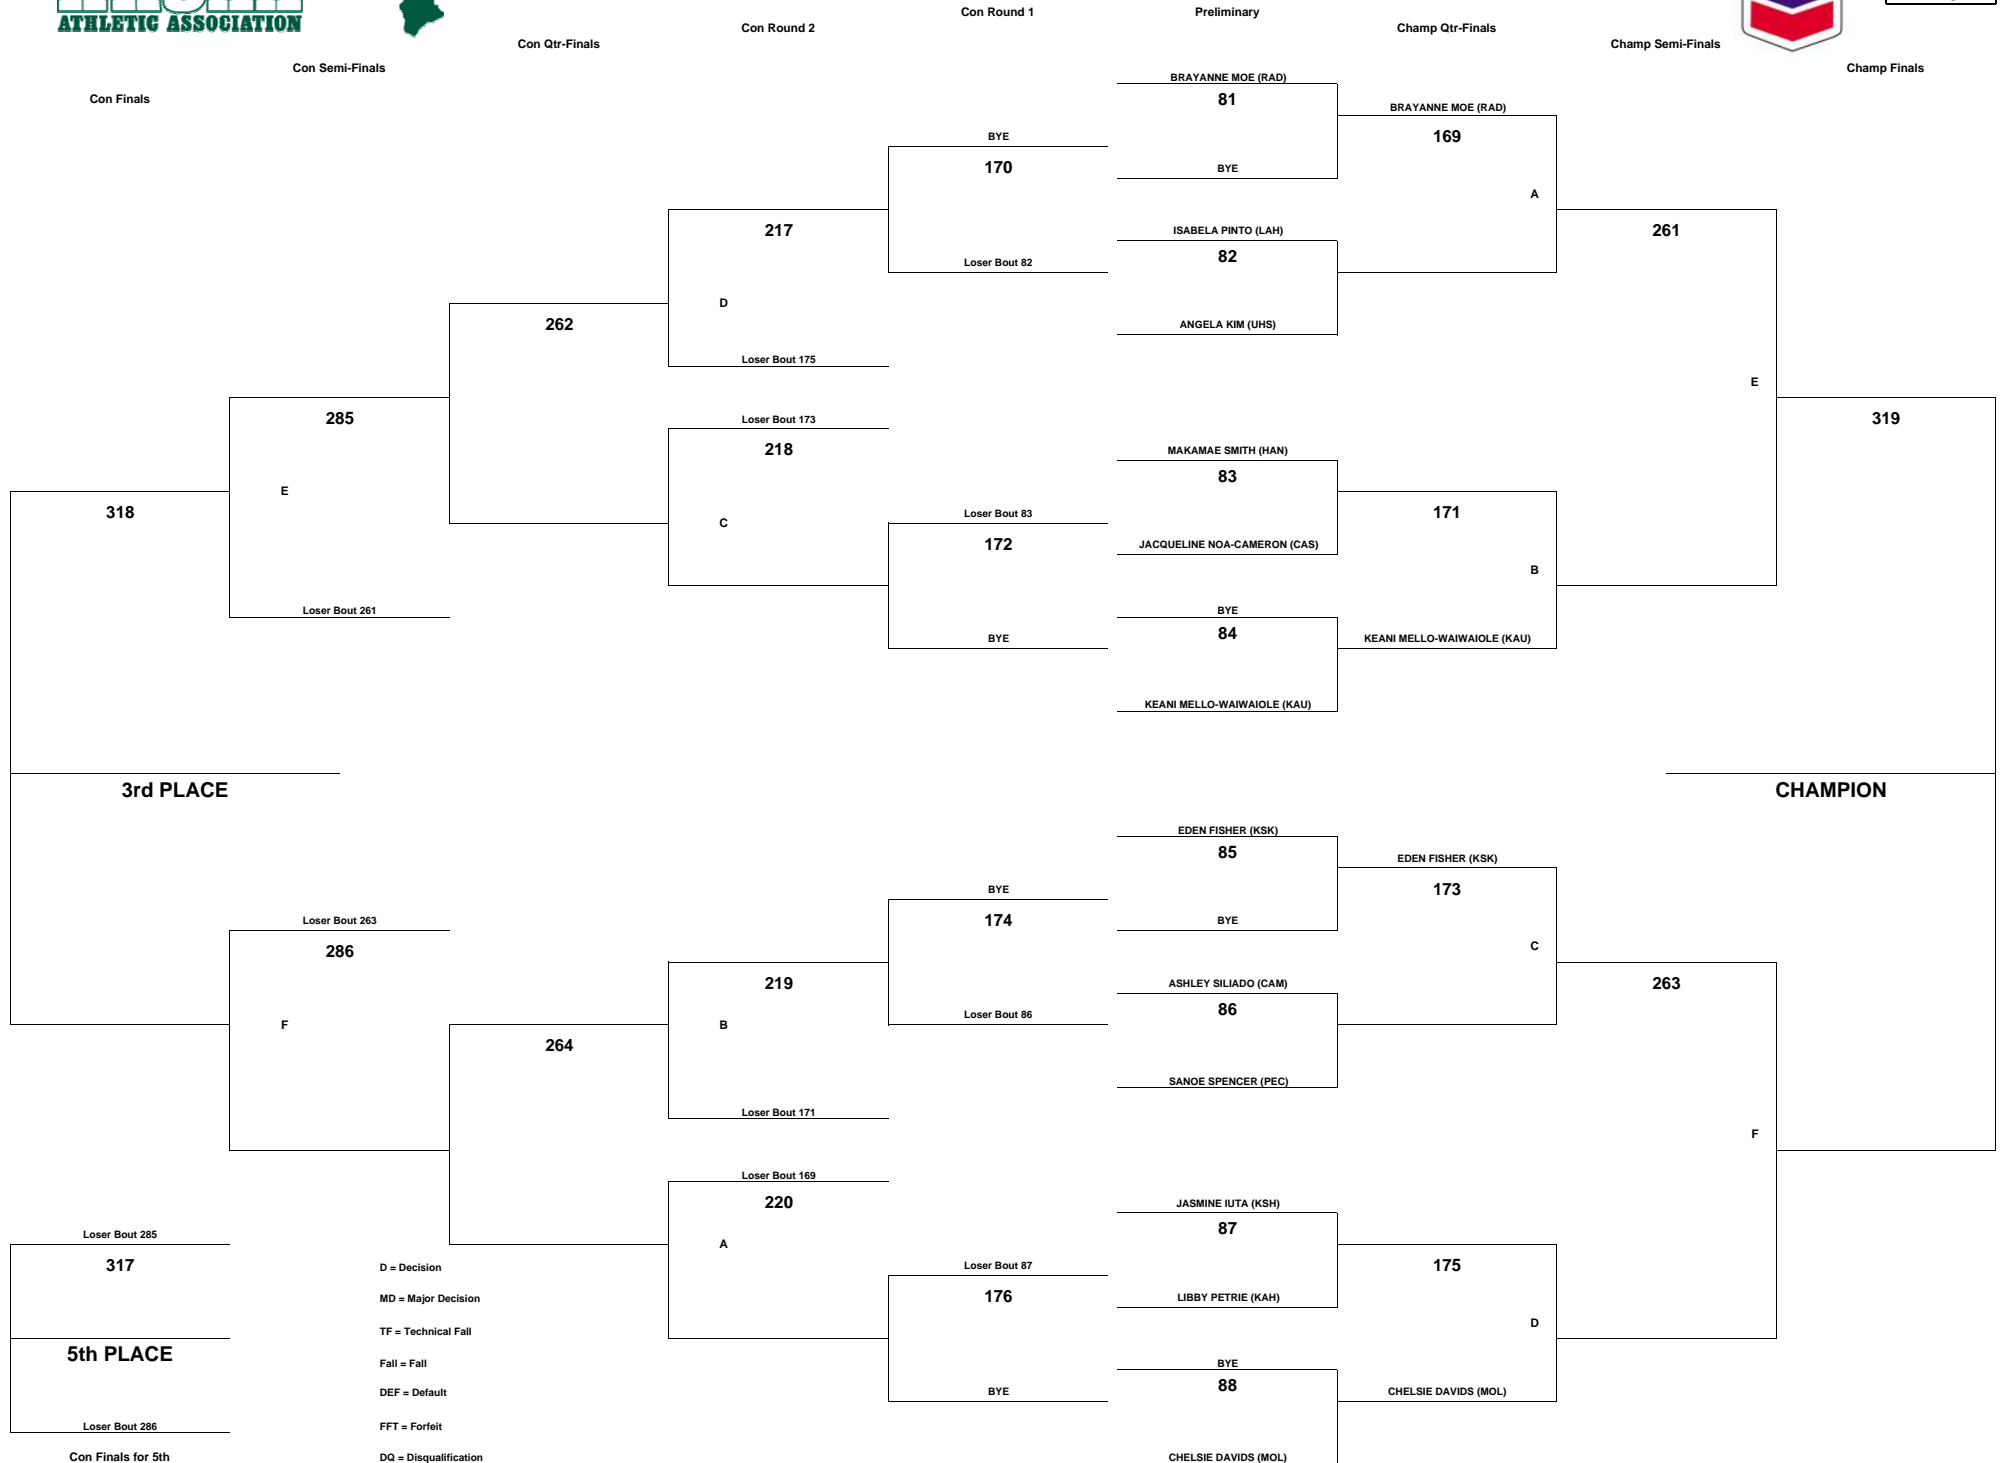 ATHLETIC ASSOCIATION
Con Round 1
Preliminary
Con Round 2
Champ Qtr-Finals
Con Qtr-Finals
Champ Semi-Finals
Con Semi-Finals
Champ Finals
Con Finals
BRAYANNE MOE (RAD)
81
BRAYANNE MOE (RAD)
BYE
169
170
BYE
A
217
ISABELA PINTO (LAH)
261
82
Loser Bout 82
D
262
ANGELA KIM (UHS)
Loser Bout 175
E
285
Loser Bout 173
319
218
MAKAMAE SMITH (HAN)
83
E
318
Loser Bout 83
171
C
172
JACQUELINE NOA-CAMERON (CAS)
B
Loser Bout 261
BYE
84
BYE
KEANI MELLO-WAIWAIOLE (KAU)
KEANI MELLO-WAIWAIOLE (KAU)
3rd PLACE
CHAMPION
EDEN FISHER (KSK)
85
EDEN FISHER (KSK)
BYE
173
Loser Bout 263
174
BYE
286
C
219
ASHLEY SILIADO (CAM)
263
86
Loser Bout 86
F
B
264
SANOE SPENCER (PEC)
Loser Bout 171
F
Loser Bout 169
220
JASMINE IUTA (KSH)
87
Loser Bout 285
A
317
D = Decision
Loser Bout 87
175
176
MD = Major Decision
LIBBY PETRIE (KAH)
D
TF = Technical Fall
5th PLACE
Fall = Fall
BYE
88
DEF = Default
BYE
CHELSIE DAVIDS (MOL)
Loser Bout 286
FFT = Forfeit
Con Finals for 5th
DQ = Disqualification
CHELSIE DAVIDS (MOL)